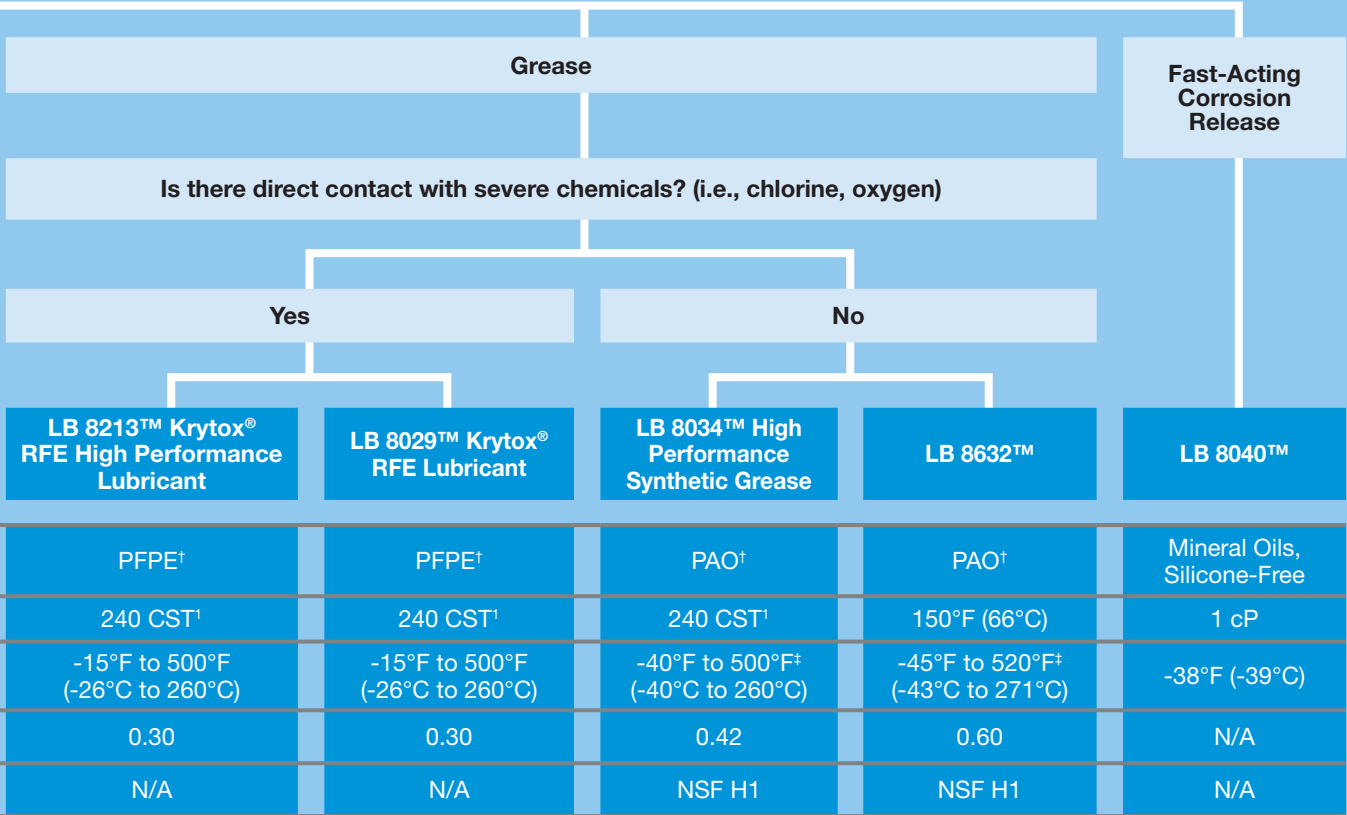 Grease
Fast-Acting
Corrosion
Release
Is there direct contact with severe chemicals? (i.e., chlorine, oxygen)
Yes
No
LB 8213™ Krytox®
RFE High Performance
Lubricant
LB 8029™ Krytox®
RFE Lubricant
LB 8034™ High
Performance
Synthetic Grease
LB 8632™
LB 8040™
PFPE†
PFPE†
PAO†
PAO†
Mineral Oils,
Silicone-Free
240 CST¹
240 CST¹
240 CST¹
150°F (66°C)
1 cP
-15°F to 500°F
(-26°C to 260°C)
-15°F to 500°F
(-26°C to 260°C)
-40°F to 500°F‡
(-40°C to 260°C)
-45°F to 520°F‡
(-43°C to 271°C)
-38°F (-39°C)
0.30
0.30
0.42
0.60
N/A
N/A
N/A
NSF H1
NSF H1
N/A